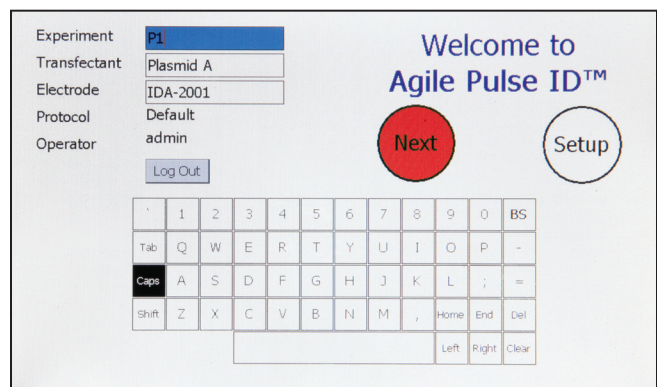 Experiment P1
Transfectant Plasmid A
Electrode IDA-2001
Protocol Default
Operator admin
Log Out
Welcome to
Agile Pulse ID™
Next
Setup
` 1 2 3 4 5 6 7 8 9 0 BS
Tab Q W E R T Y U I O P -
Caps A S D F G H J K L ; =
Shift Z X C V B N M , Home End Del
Left Right Clear